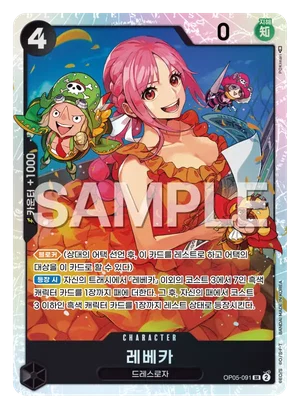 4
0
지혜
知
카운터 +1000
SAMPLE
블로커 (상대의 어택 선언 후, 이 카드를 레스트로 하고 어택의
대상을 이 카드로 할 수 있다)
등장 시 자신의 트래시에서 「레베카」 이외의 코스트 3에서 7인 흑색
캐릭터 카드를 1장까지 패에 더한다. 그 후, 자신의 패에서 코스트
3 이하인 흑색 캐릭터 카드를 1장까지 레스트 상태로 등장시킨다.
CHARACTER
레베카
드레스로자
OP05-091 SR 2